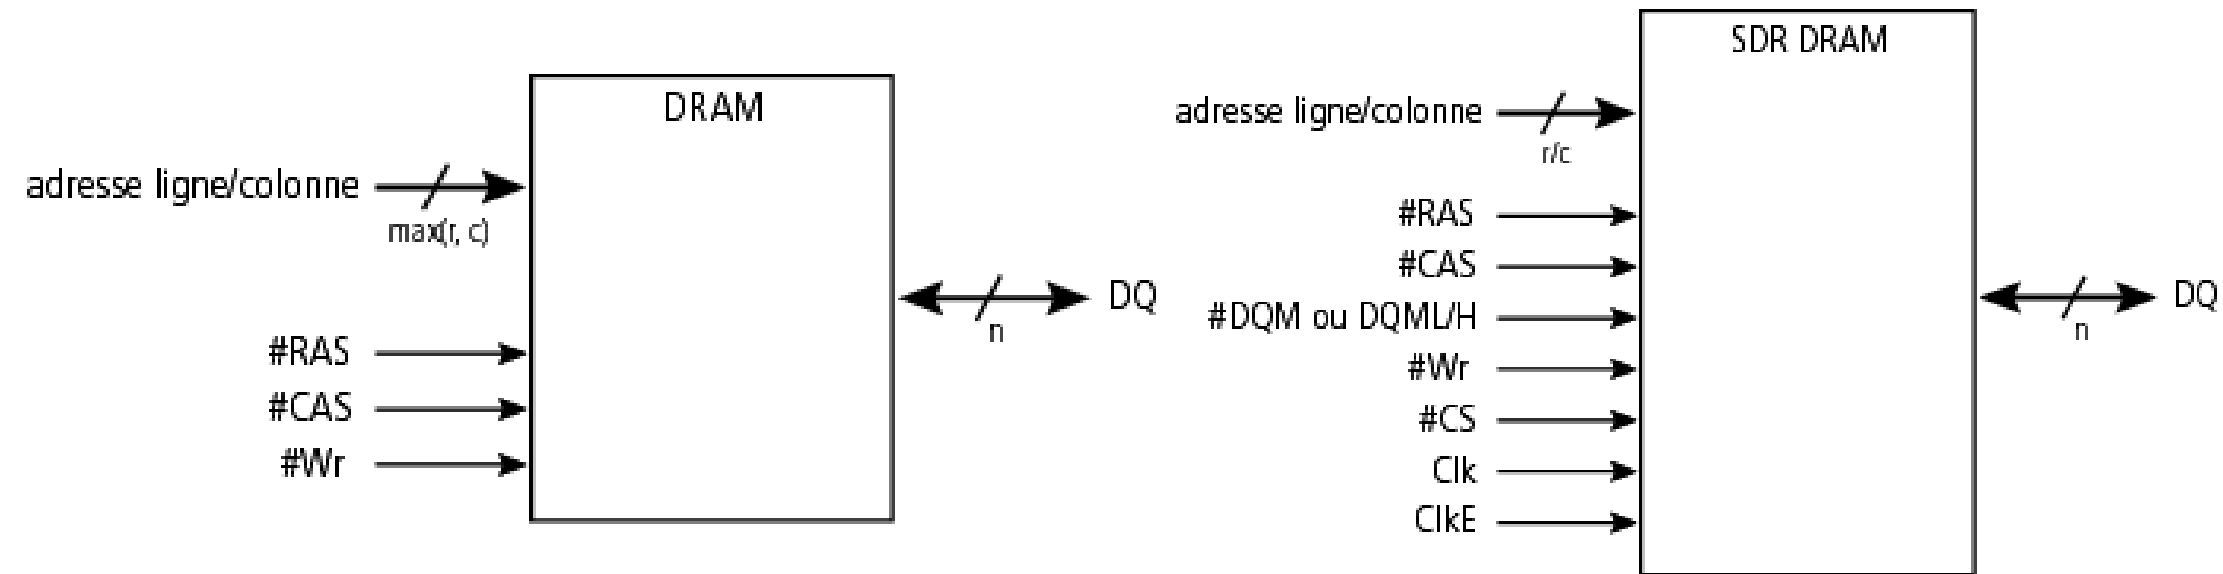 DRAM
adresse ligne/colonne
max(r, c)
#RAS
#CAS
#Wr
n
DQ
SDR DRAM
adresse ligne/colonne
r/c
#RAS
#CAS
#DQM ou DQML/H
#Wr
#CS
Clk
ClkE
n
DQ